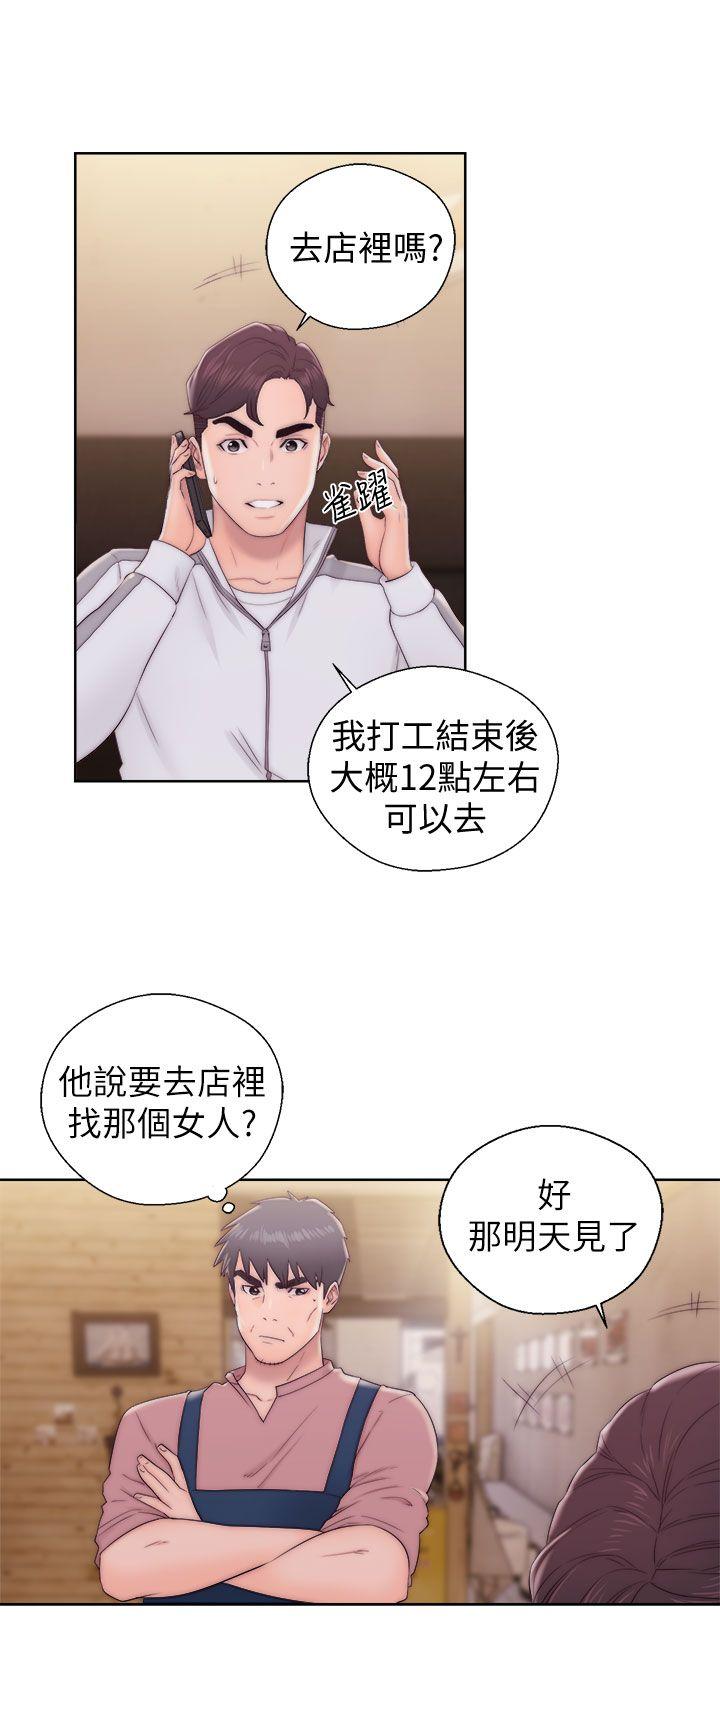 去店裡嗎?
雀躍
我打工結束後
大概12點左右
可以去
他說要去店裡
找那個女人?
好
那明天見了